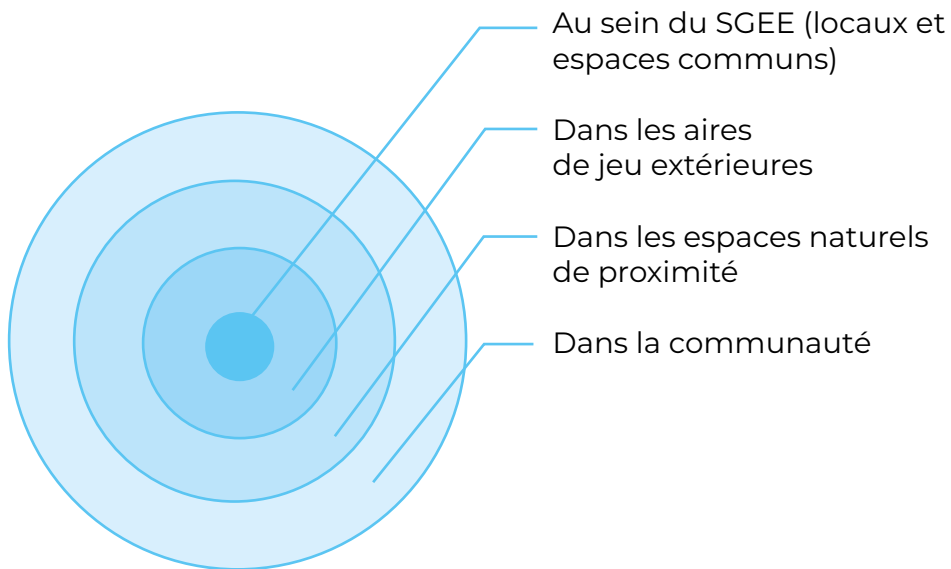 Au sein du SGEE (locaux et
espaces communs)
Dans les aires
de jeu extérieures
Dans les espaces naturels
de proximité
Dans la communauté